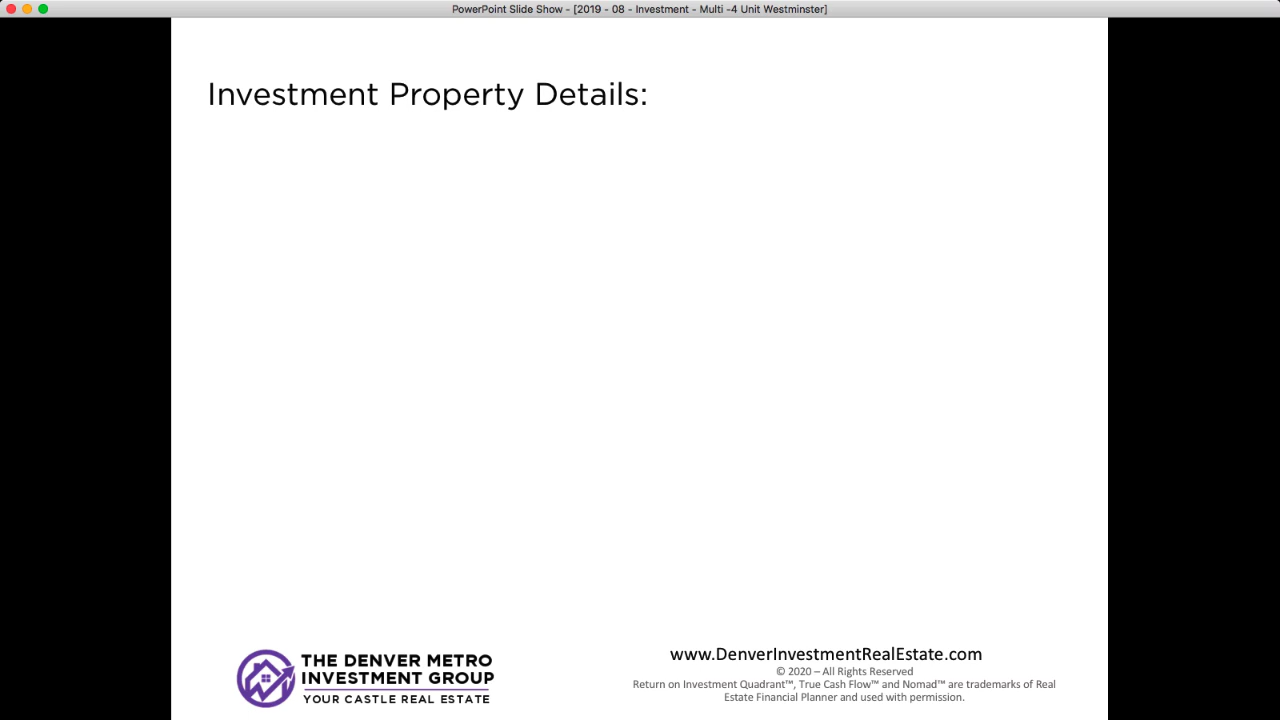 PowerPoint Slide Show - [2019 - 08 - Investment - Multi -4 Unit Westminster]
Investment Property Details:
THE DENVER METRO
INVESTMENT GROUP
YOUR CASTLE REAL ESTATE
www.DenverInvestmentRealEstate.com
© 2020 – All Rights Reserved
Return on Investment Quadrant™, True Cash Flow™ and Nomad™ are trademarks of Real
Estate Financial Planner and used with permission.